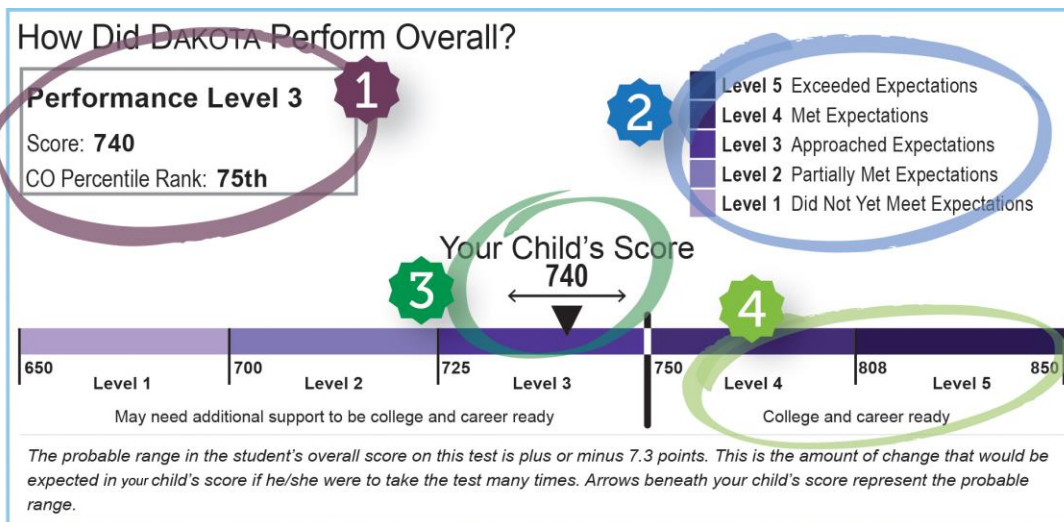 How Did DAKOTA Perform Overall?
1
Performance Level 3
Score: 740
CO Percentile Rank: 75th
2
Level 5 Exceeded Expectations
Level 4 Met Expectations
Level 3 Approached Expectations
Level 2 Partially Met Expectations
Level 1 Did Not Yet Meet Expectations
Your Child's Score
3
740
4
650 700 725 750 808 850
Level 1 Level 2 Level 3 Level 4 Level 5
May need additional support to be college and career ready College and career ready
The probable range in the student's overall score on this test is plus or minus 7.3 points. This is the amount of change that would be
expected in your child's score if he/she were to take the test many times. Arrows beneath your child's score represent the probable
range.